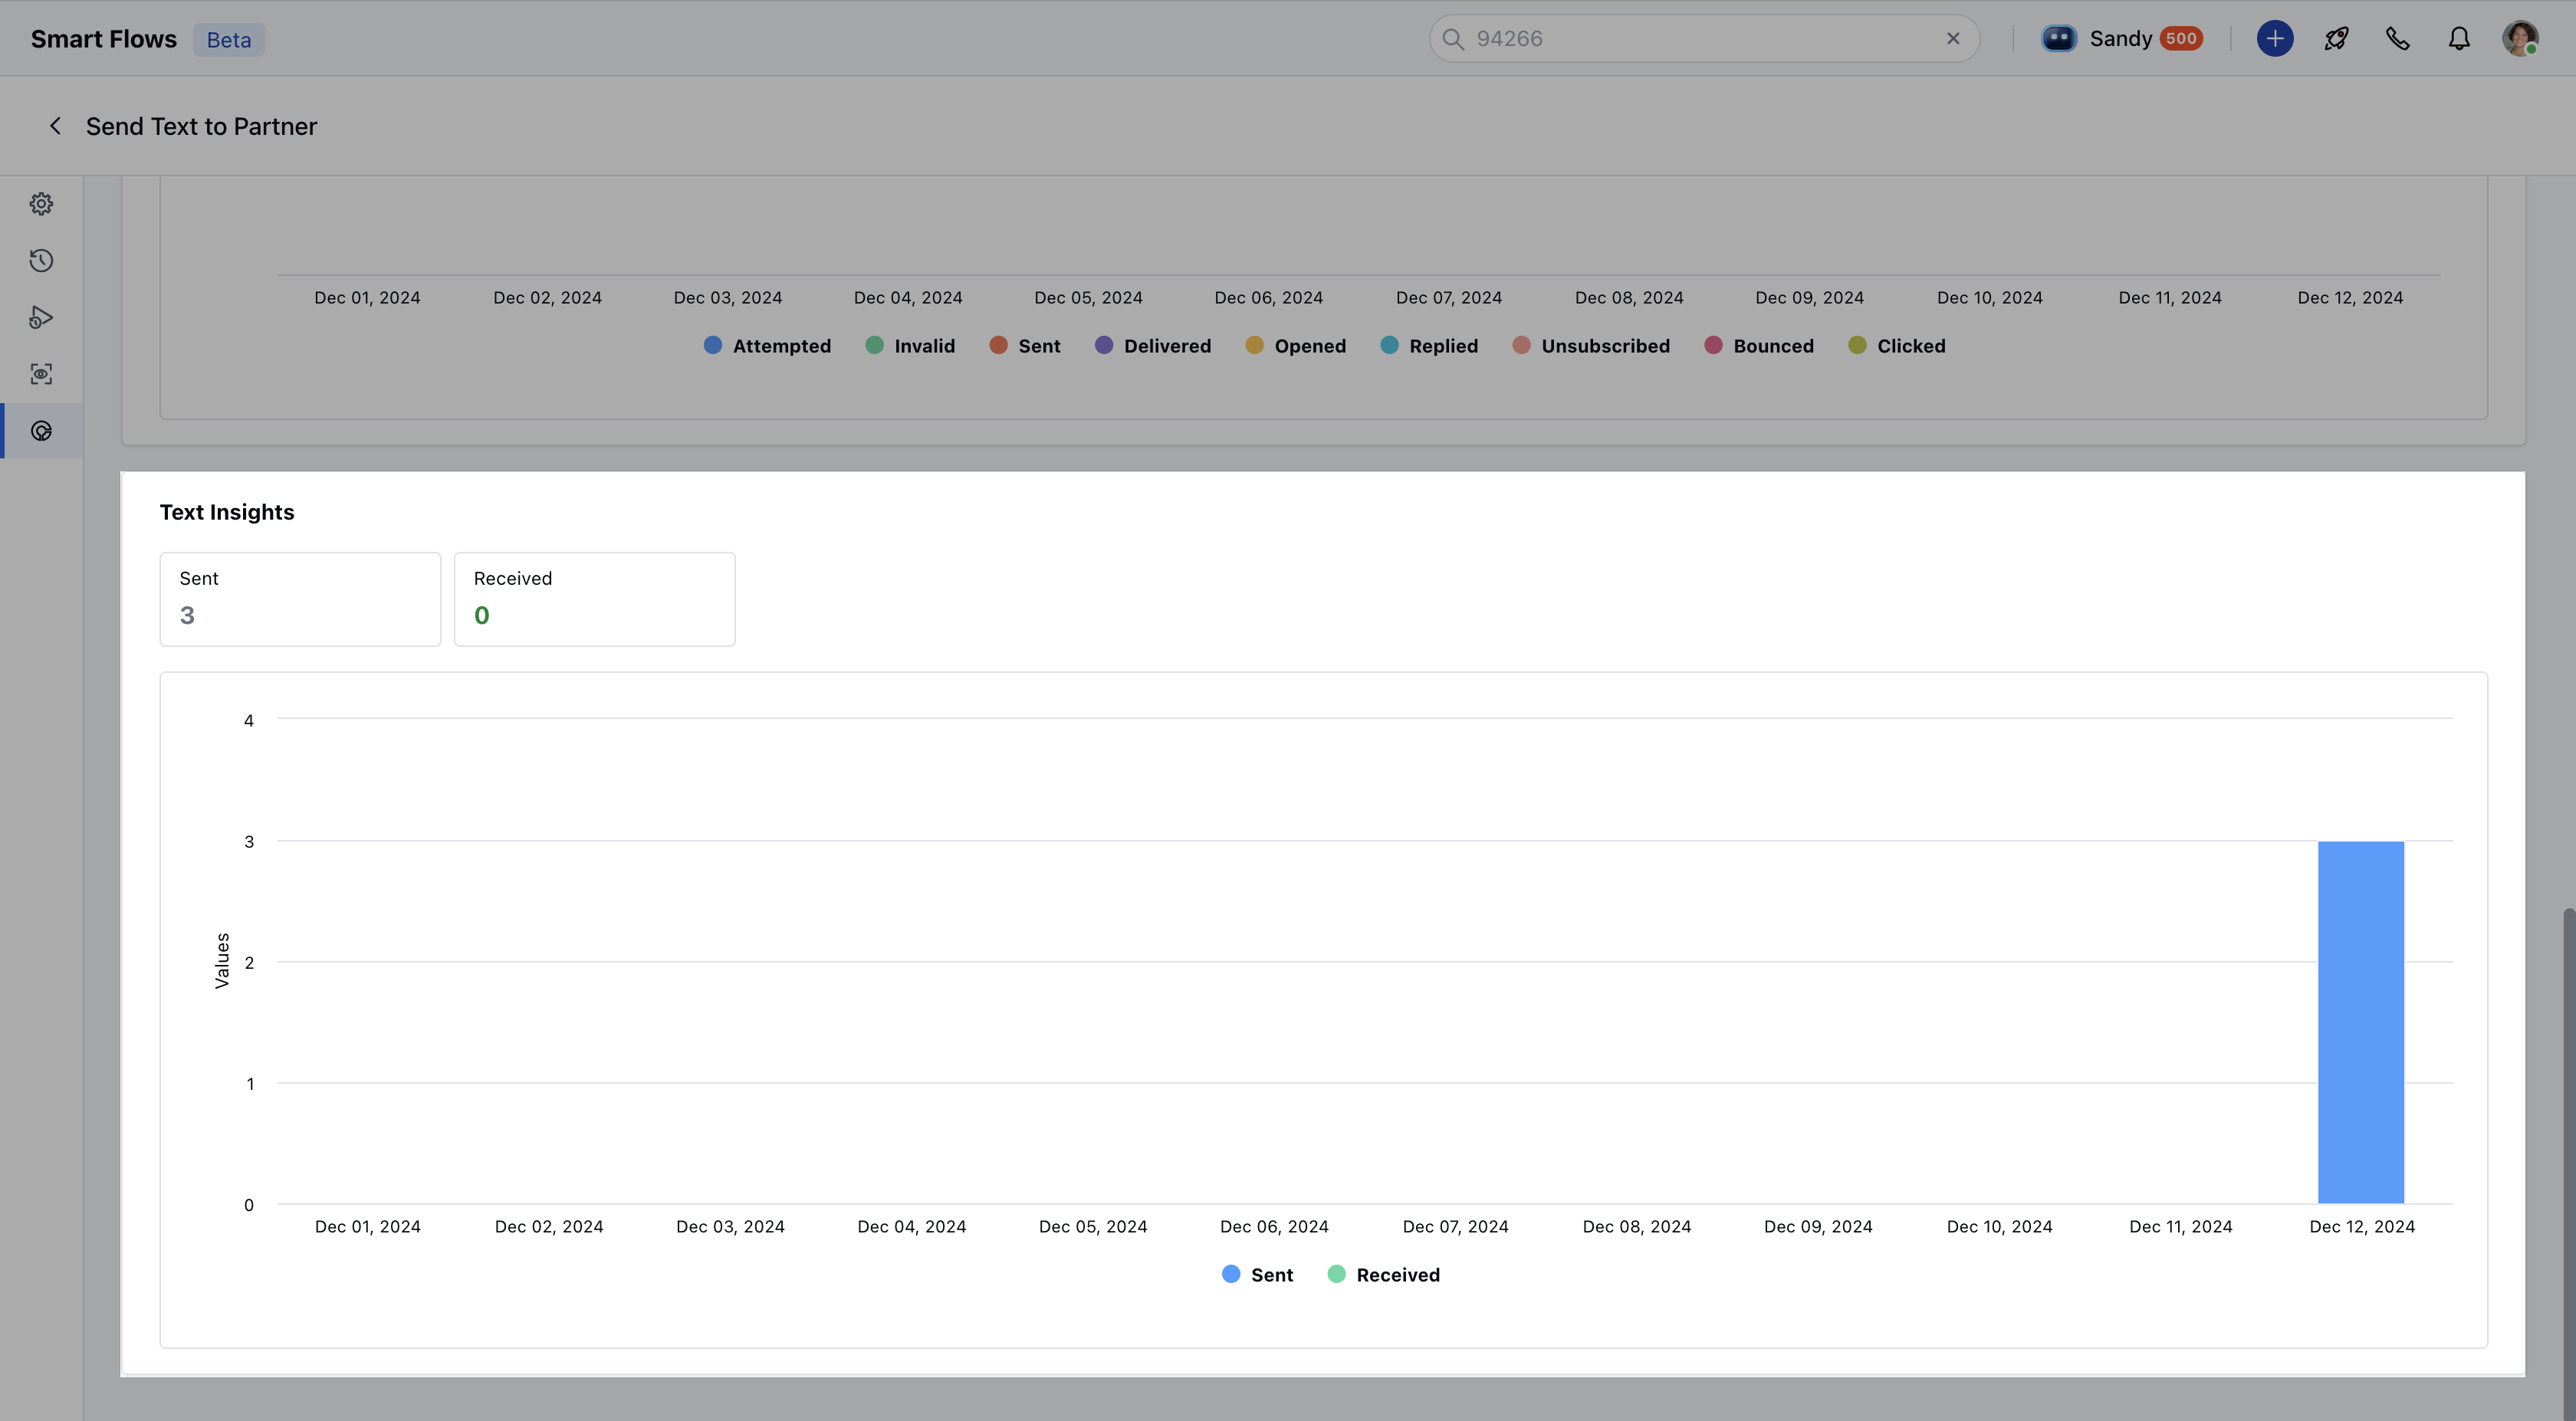 Smart Flows Beta 94266 Sandy 500
Send Text to Partner
Dec 01, 2024 Dec 02, 2024 Dec 03, 2024 Dec 04, 2024 Dec 05, 2024 Dec 06, 2024 Dec 07, 2024 Dec 08, 2024 Dec 09, 2024 Dec 10, 2024 Dec 11, 2024 Dec 12, 2024
Attempted Invalid Sent Delivered Opened Replied Unsubscribed Bounced Clicked
Text Insights
Sent Received
3 0
4
3
Values
2
1
0
Dec 01, 2024 Dec 02, 2024 Dec 03, 2024 Dec 04, 2024 Dec 05, 2024 Dec 06, 2024 Dec 07, 2024 Dec 08, 2024 Dec 09, 2024 Dec 10, 2024 Dec 11, 2024 Dec 12, 2024
Sent Received